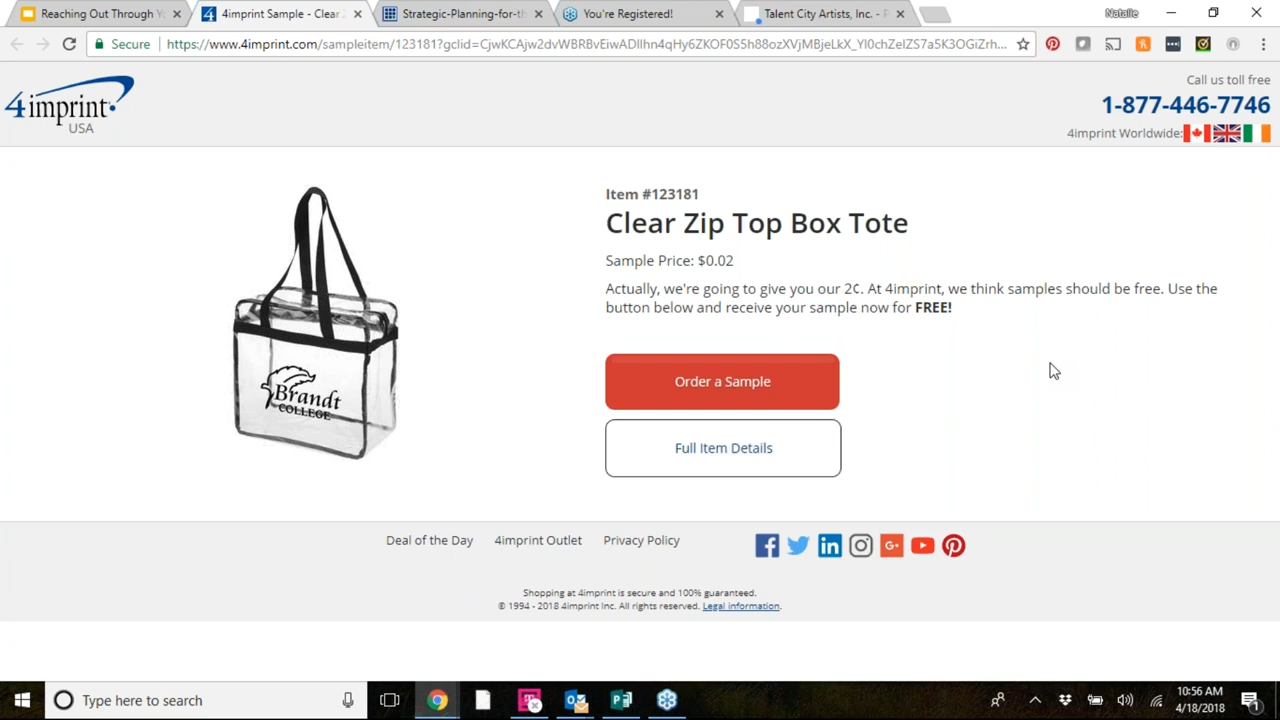 Reaching Out Through Y
4imprint Sample - Clear
Strategic-Planning-for-th
You're Registered!
Talent City Artists, Inc. - P
Natalie
Secure
https://www.4imprint.com/sampleitem/123181?gclid=
4imprint
USA
Call us toll free
1-877-446-7746
4imprint Worldwide:
Item #123181
Clear Zip Top Box Tote
Sample Price: $0.02
Actually, we're going to give you our 2¢. At 4imprint, we think samples should be free. Use the
button below and receive your sample now for FREE!
Order a Sample
Full Item Details
Brandt
COLLEGE
Deal of the Day
4imprint Outlet
Privacy Policy
Shopping at 4imprint is secure and 100% guaranteed.
© 1994 - 2018 4imprint Inc. All rights reserved. Legal information.
Type here to search
10:56 AM
4/18/2018